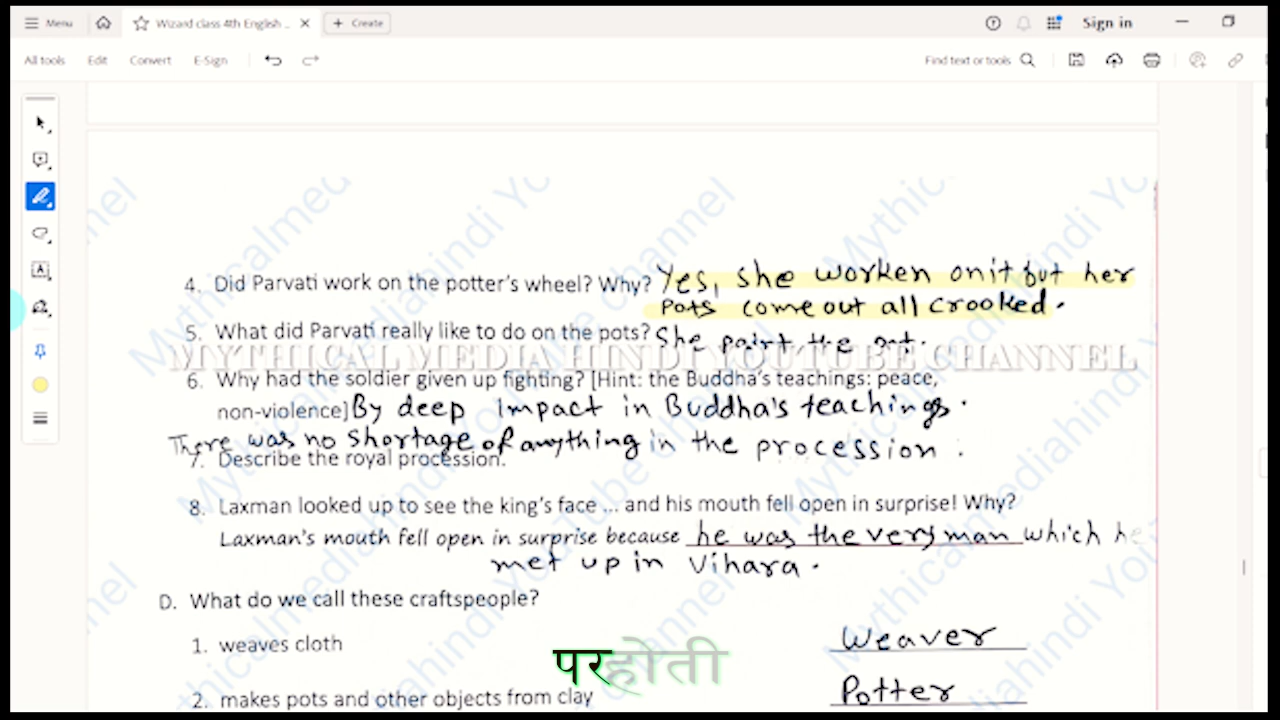 Menu
Wizard class 4th English ..
Create
Sign in
All tools Edit Convert E-Sign
Find text or tools
4. Did Parvati work on the potter's wheel? Why? Yes, she worken on it but her
pots come out all crooked.
5. What did Parvati really like to do on the pots? She paint the out.
MYTHICAL MEDIA HINDI YOUTUBE CHANNEL
6. Why had the soldier given up fighting? [Hint: the Buddha's teachings: peace,
non-violence] By deep impact in Buddha's teachings.
There was no shortage of anything in the procession.
7. Describe the royal procession.
8. Laxman looked up to see the king's face ... and his mouth fell open in surprise! Why?
Laxman's mouth fell open in surprise because he was the very man which he
met up in Vihara.
D. What do we call these craftspeople?
1. weaves cloth Weaver
परहोती
2. makes pots and other objects from clay Potter